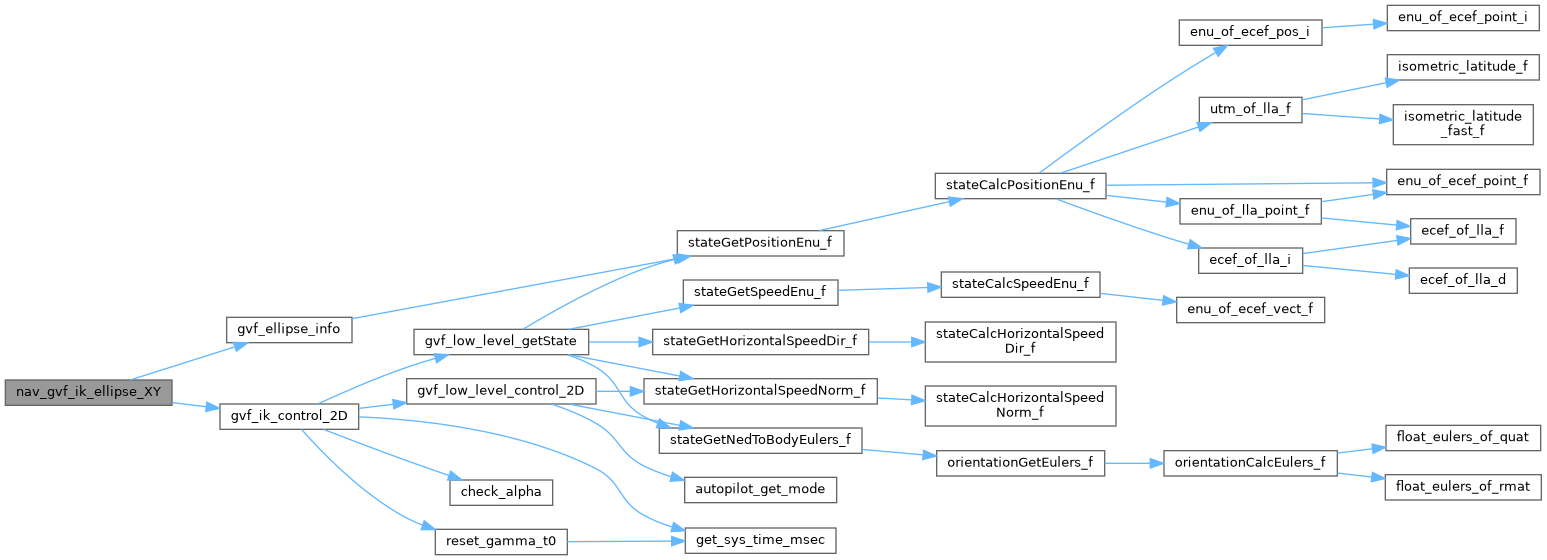 nav_gvf_ik_ellipse_XY
gvf_ellipse_info
gvf_ik_control_2D
gvf_low_level_getState
gvf_low_level_control_2D
check_alpha
reset_gamma_t0
stateGetPositionEnu_f
stateGetSpeedEnu_f
stateGetHorizontalSpeedDir_f
stateGetHorizontalSpeedNorm_f
stateGetNedToBodyEulers_f
autopilot_get_mode
get_sys_time_msec
stateCalcPositionEnu_f
stateCalcSpeedEnu_f
stateCalcHorizontalSpeed
Dir_f
stateCalcHorizontalSpeed
Norm_f
orientationGetEulers_f
enu_of_ecef_pos_i
utm_of_lla_f
enu_of_lla_point_f
ecef_of_lla_i
enu_of_ecef_vect_f
orientationCalcEulers_f
enu_of_ecef_point_i
isometric_latitude_f
isometric_latitude
_fast_f
enu_of_ecef_point_f
ecef_of_lla_f
ecef_of_lla_d
float_eulers_of_quat
float_eulers_of_rmat